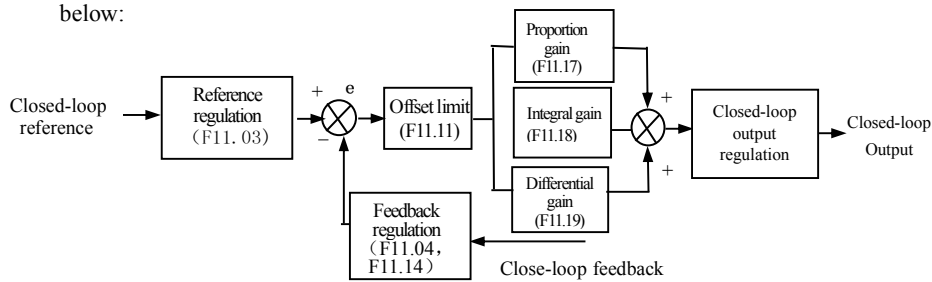 below:
Closed-loop
reference
Reference
regulation
(F11.03)
+
e
−
Offset limit
(F11.11)
Proportion
gain
(F11.17)
Integral gain
(F11.18)
Differential
gain
(F11.19)
+
+
Closed-loop
output
regulation
Closed-loop
Output
Feedback
regulation
(F11.04,
F11.14)
Close-loop feedback